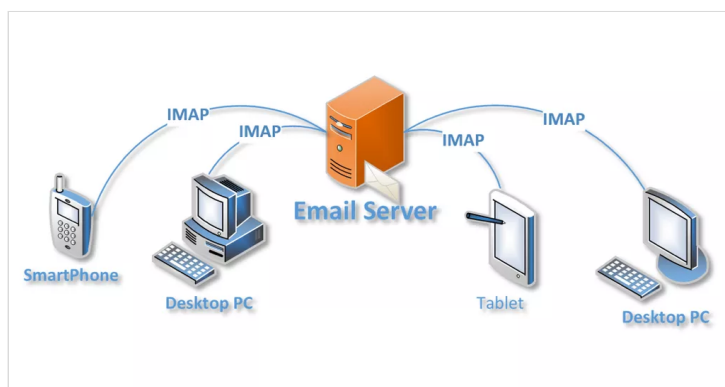 IMAP
IMAP
IMAP
IMAP
Email Server
SmartPhone
Desktop PC
Tablet
Desktop PC